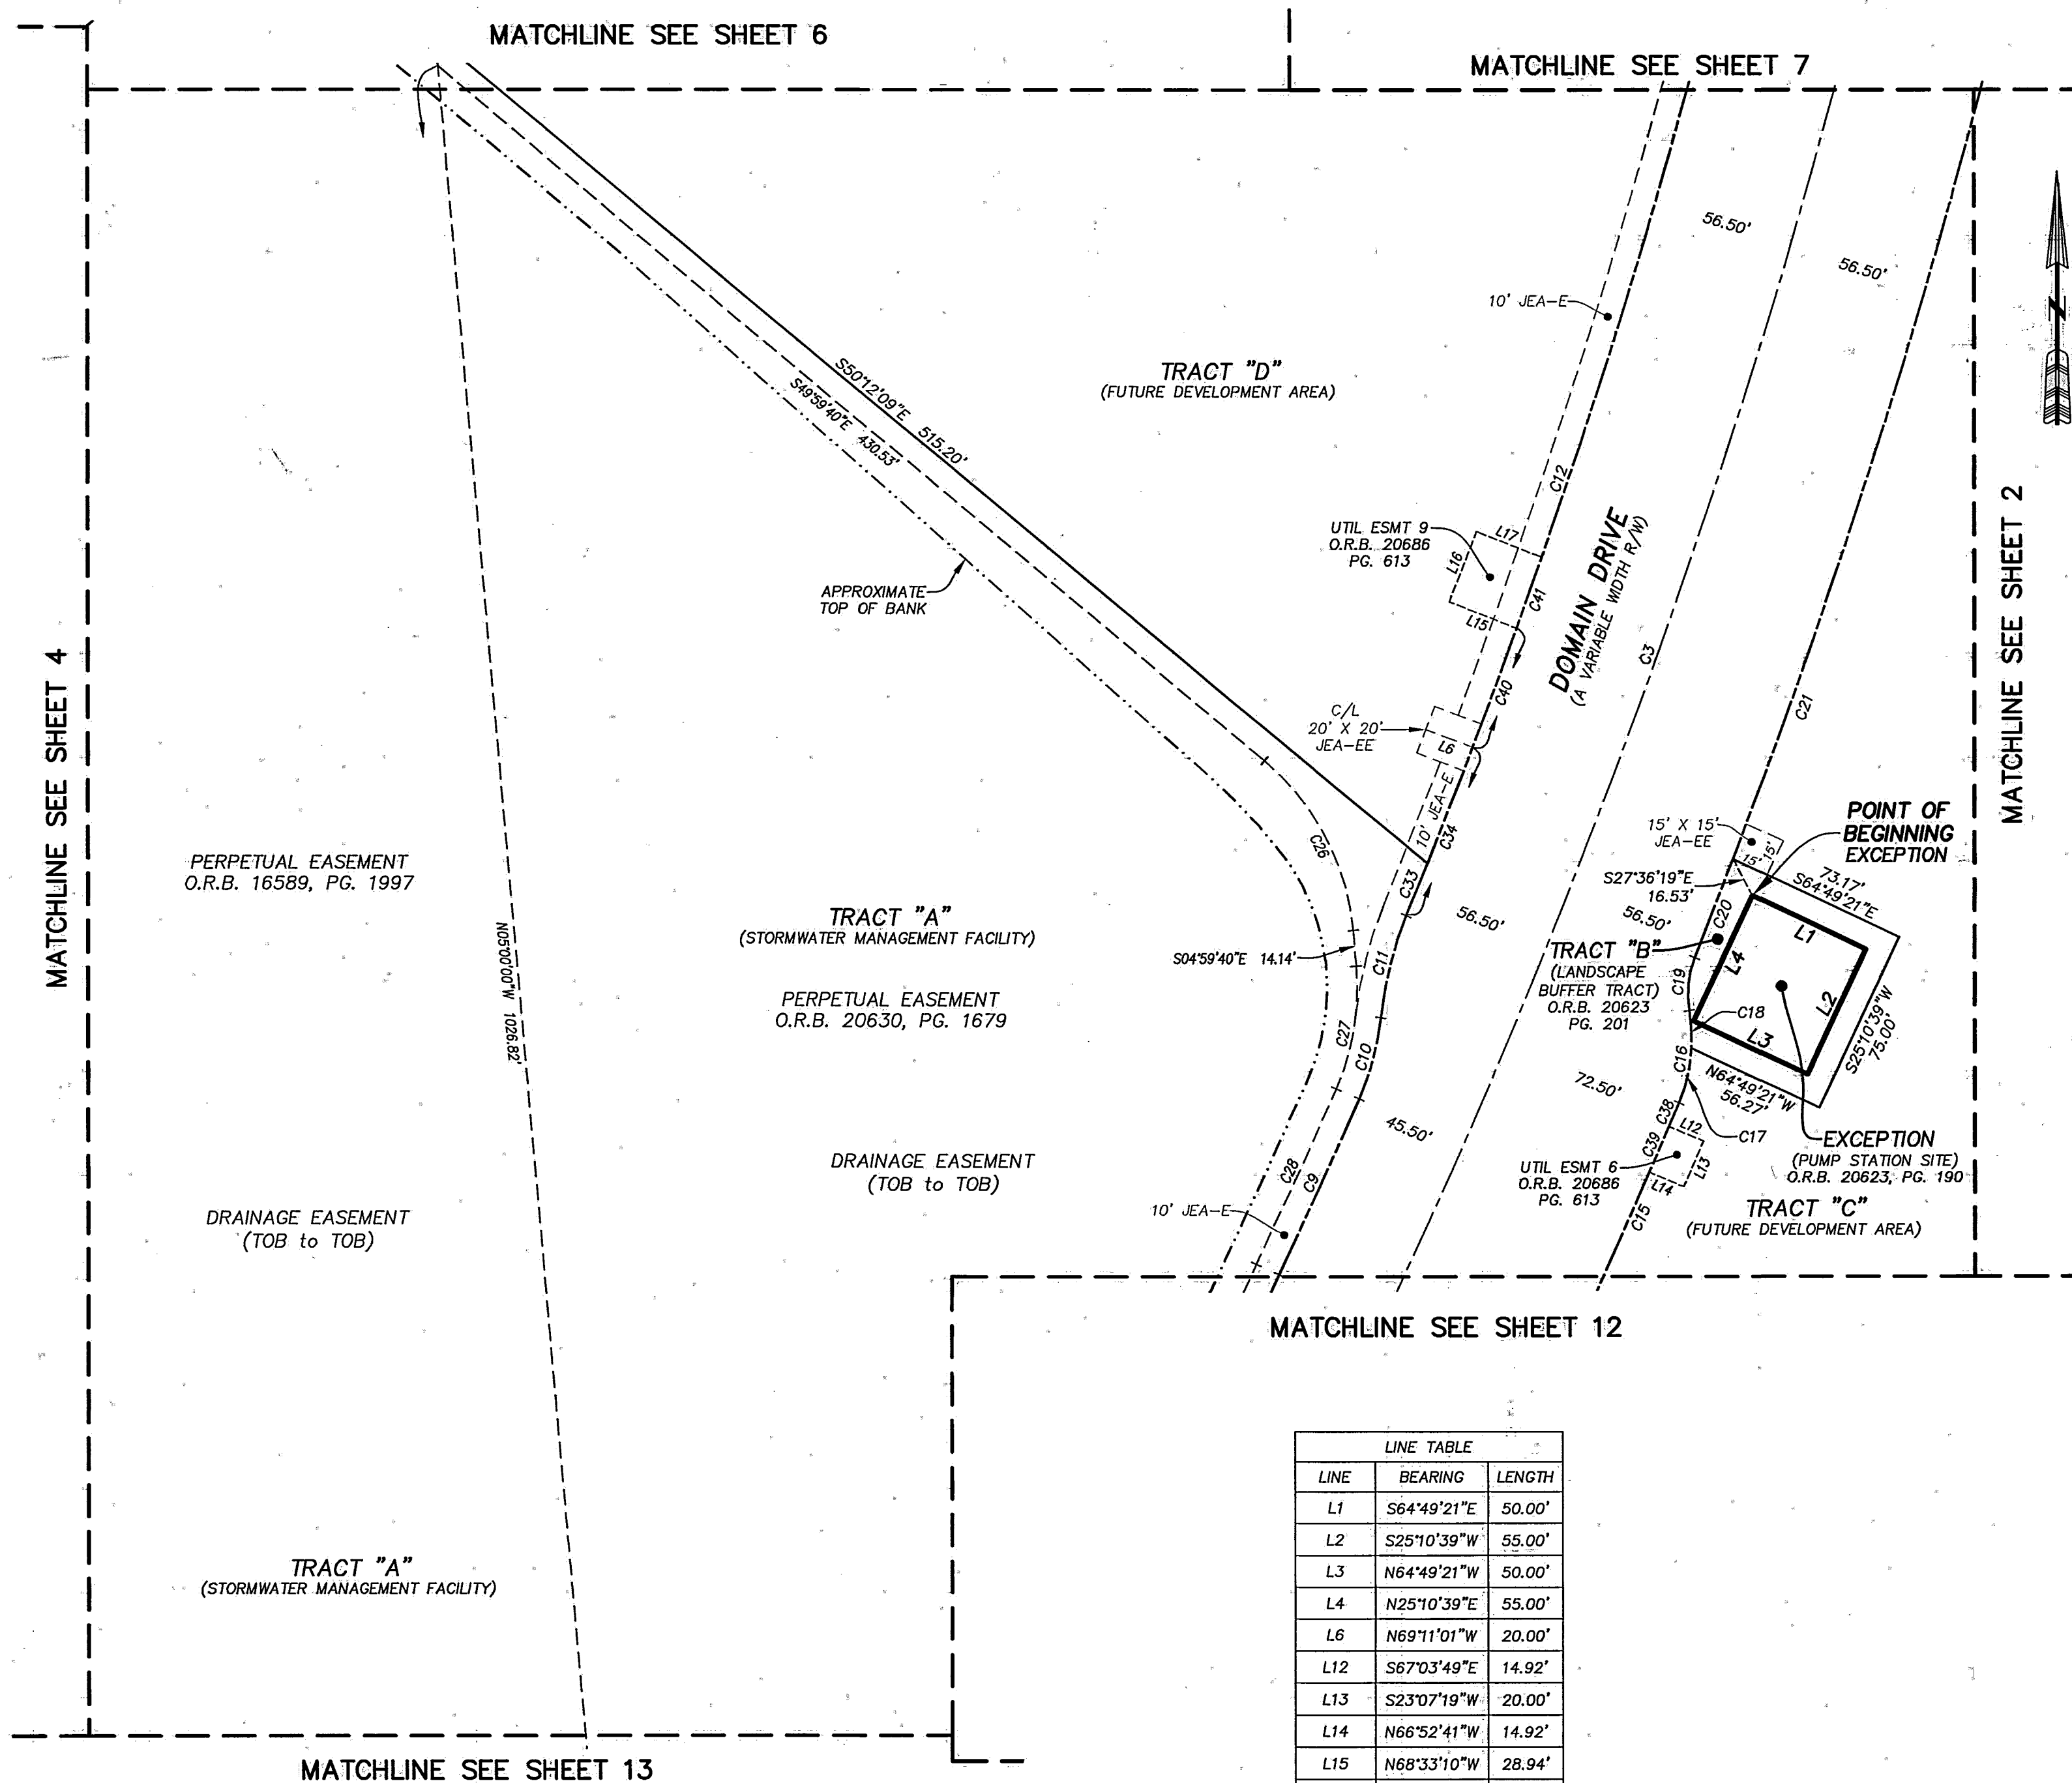 MATCHLINE SEE SHEET 6
MATCHLINE SEE SHEET 7
MATCHLINE SEE SHEET 4
MATCHLINE SEE SHEET 2
N
56.50'
56.50'
10' JEA-E
TRACT "D"
(FUTURE DEVELOPMENT AREA)
S50°12'09"E 515.20'
S49°59'40"E 430.53'
C12
UTIL ESMT 9
O.R.B. 20686
PG. 613
L17
L16
L15
C41
DOMAIN DRIVE
(A VARIABLE WIDTH R/W)
APPROXIMATE
TOP OF BANK
C3
C40
C21
C/L
20' X 20'
JEA-EE
L6
10' JEA-E
C34
C26
C33
POINT OF
BEGINNING
EXCEPTION
15' X 15'
JEA-EE
15'
15'
S27°36'19"E
16.53'
73.17'
S64°49'21"E
PERPETUAL EASEMENT
O.R.B. 16589, PG. 1997
TRACT "A"
(STORMWATER MANAGEMENT FACILITY)
56.50'
56.50'
C20
L1
L4
L2
L3
TRACT "B"
(LANDSCAPE
BUFFER TRACT)
O.R.B. 20623
PG. 201
C19
C18
S04°59'40"E 14.14'
C11
N05°00'00"W 1026.82'
PERPETUAL EASEMENT
O.R.B. 20630, PG. 1679
C27
C10
C16
S25°10'39"W
75.00'
N64°49'21"W
56.27'
72.50'
45.50'
C38
C17
C39
L12
L13
L14
EXCEPTION
(PUMP STATION SITE)
O.R.B. 20623, PG. 190
UTIL ESMT 6
O.R.B. 20686
PG. 613
DRAINAGE EASEMENT
(TOB to TOB)
C28
C9
10' JEA-E
C15
TRACT "C"
(FUTURE DEVELOPMENT AREA)
DRAINAGE EASEMENT
(TOB to TOB)
MATCHLINE SEE SHEET 12
TRACT "A"
(STORMWATER MANAGEMENT FACILITY)
MATCHLINE SEE SHEET 13
LINE TABLE
LINE BEARING LENGTH
L1 S64°49'21"E 50.00'
L2 S25°10'39"W 55.00'
L3 N64°49'21"W 50.00'
L4 N25°10'39"E 55.00'
L6 N69°11'01"W 20.00'
L12 S67°03'49"E 14.92'
L13 S23°07'19"W 20.00'
L14 N66°52'41"W 14.92'
L15 N68°33'10"W 28.94'